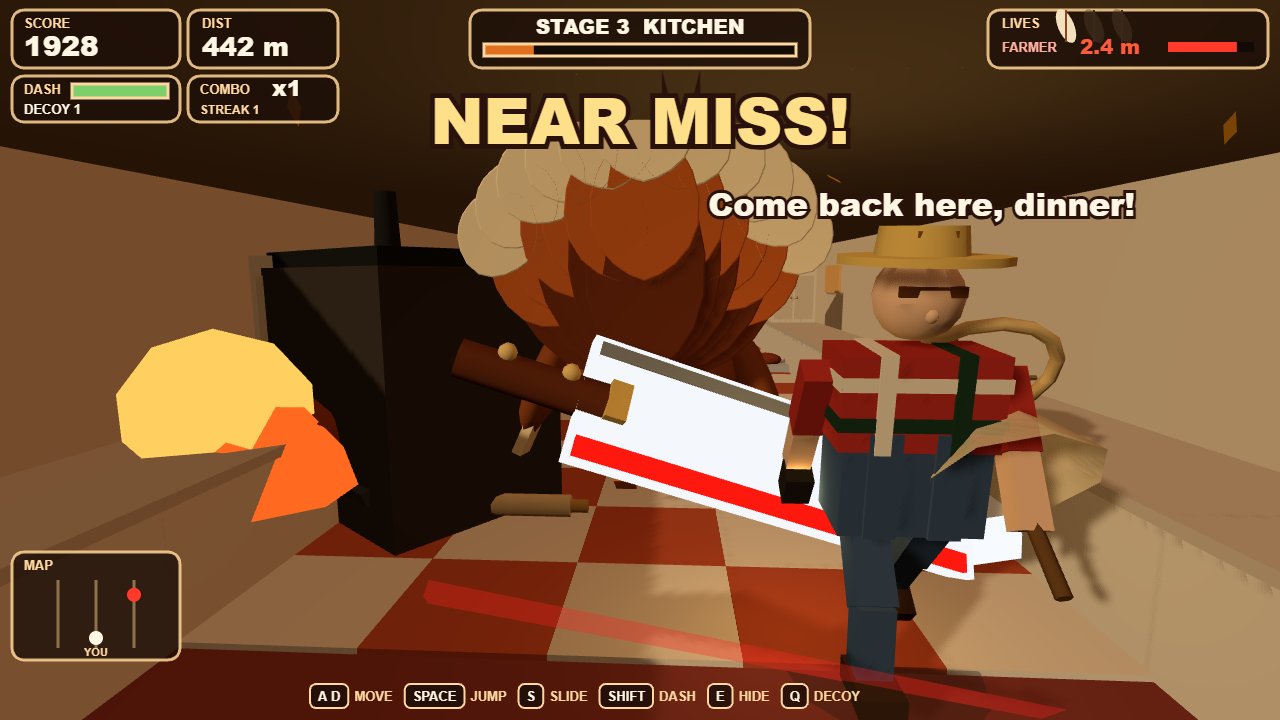 SCORE
1928
DIST
442 m
DASH
DECOY 1
COMBO x1
STREAK 1
STAGE 3 KITCHEN
LIVES
FARMER 2.4 m
NEAR MISS!
Come back here, dinner!
MAP
YOU
A D MOVE SPACE JUMP S SLIDE SHIFT DASH E HIDE Q DECOY